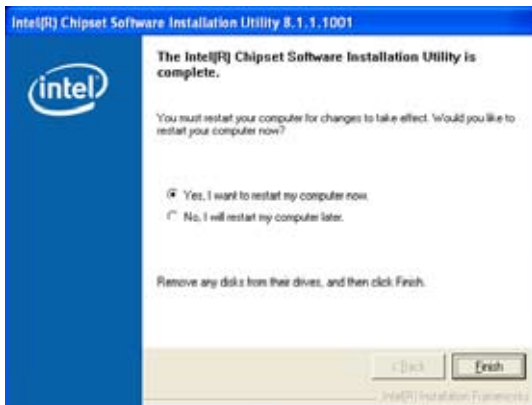 Intel(R) Chipset Software Installation Utility 8.1.1.1001
intel
The Intel(R) Chipset Software Installation Utility is
complete.
You must restart your computer for changes to take effect. Would you like to
restart your computer now?
Yes, I want to restart my computer now.
No, I will restart my computer later.
Remove any disks from their drives, and then click Finish.
< Back
Finish
Intel(R) Installation Framework